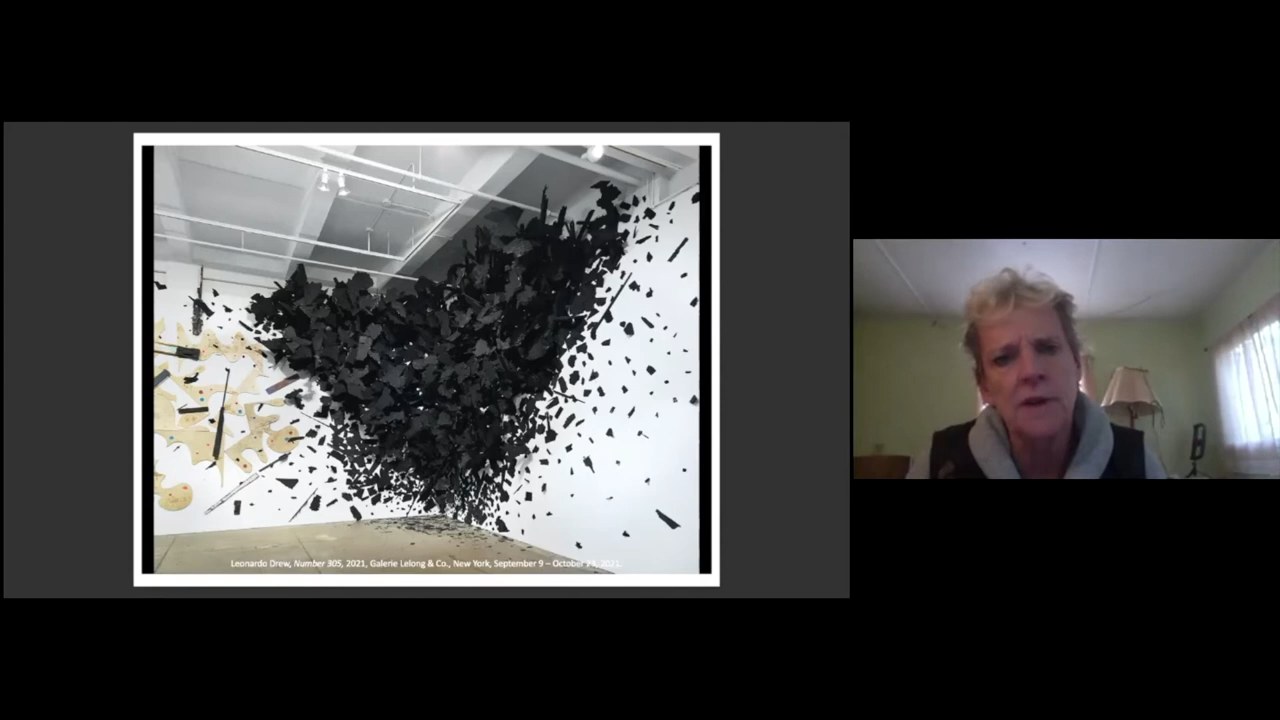 Leonardo Drew, Number 305, 2021, Galerie Lelong & Co., New York, September 9 – October 23, 2021.